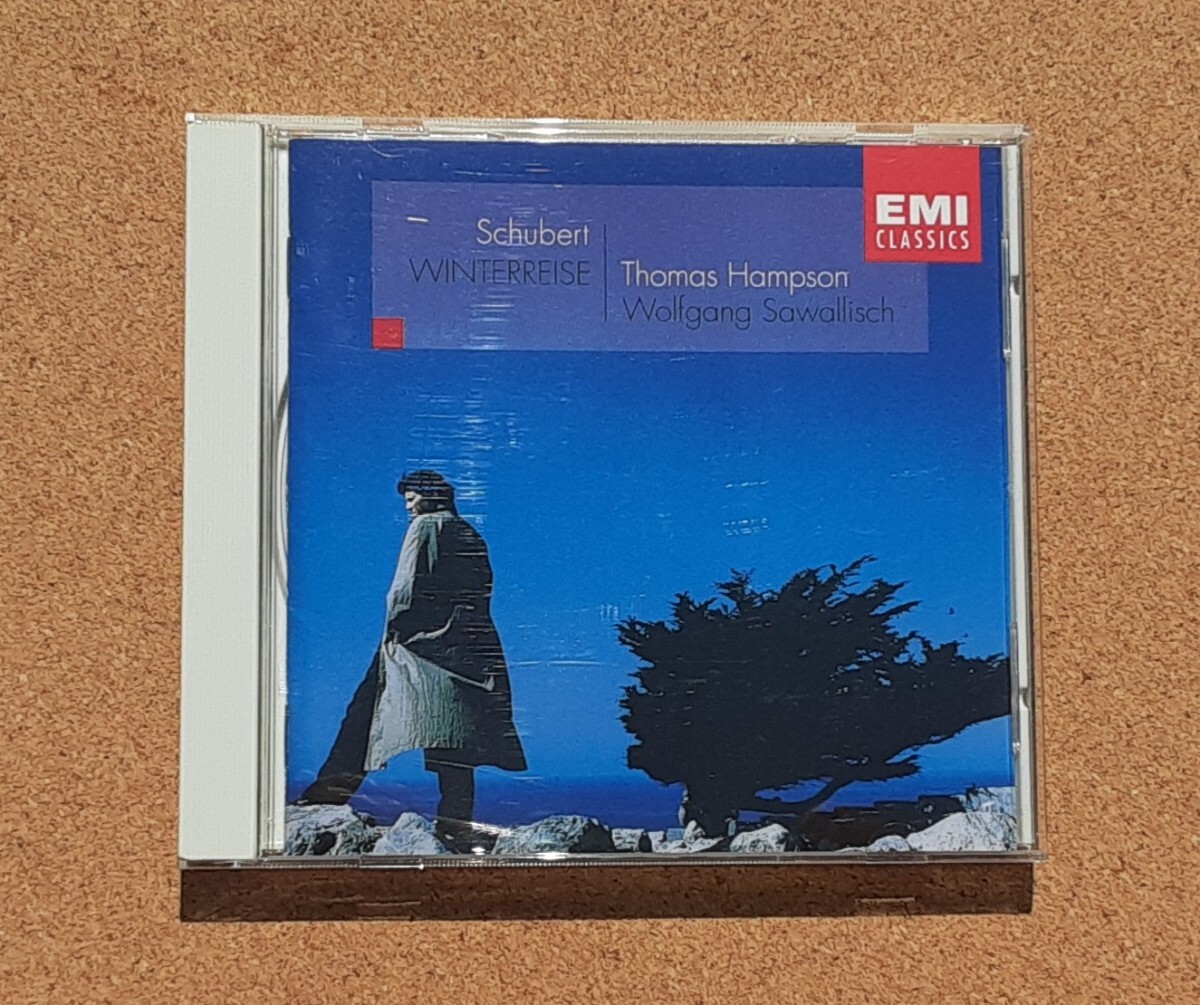 Schubert
WINTERREISE
Thomas Hampson
Wolfgang Sawallisch
EMI
CLASSICS